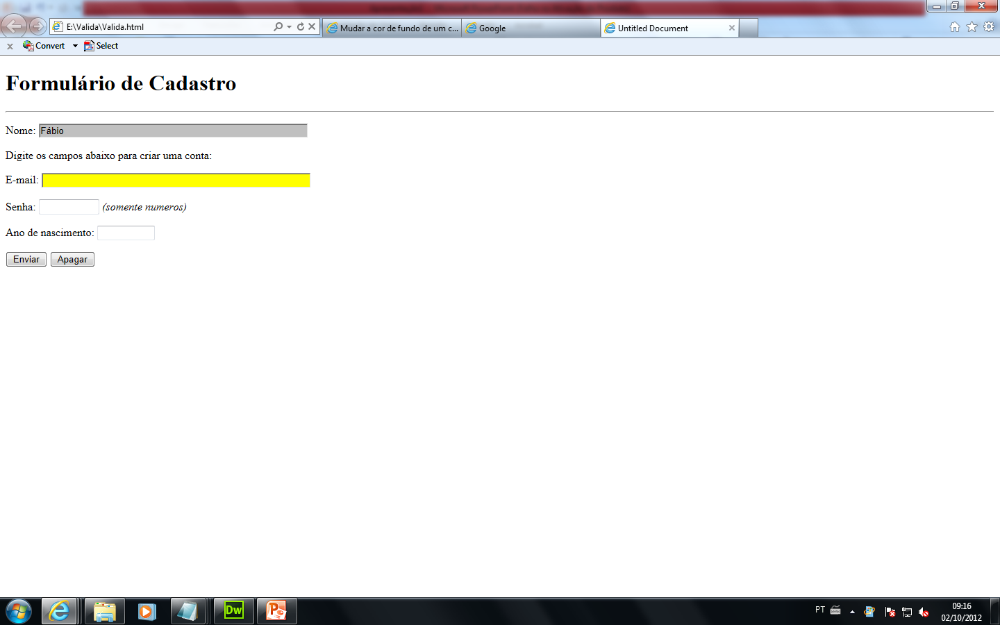 E:\Valida\Valida.html
Mudar a cor de fundo de um c...
Google
Untitled Document
x Convert Select
Formulário de Cadastro
Nome: Fábio
Digite os campos abaixo para criar uma conta:
E-mail:
Senha: (somente numeros)
Ano de nascimento:
Enviar Apagar
Dw
P
PT
09:16
02/10/2012